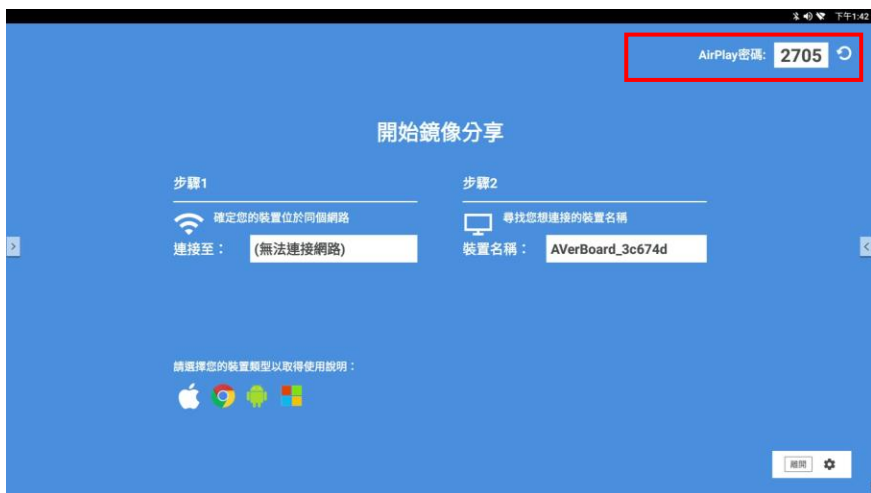 下午1:42
AirPlay密碼: 2705
開始鏡像分享
步驟1
確定您的裝置位於同個網路
連接至： (無法連接網路)
步驟2
尋找您想連接的裝置名稱
裝置名稱： AVerBoard_3c674d
請選擇您的裝置類型以取得使用說明：
離開